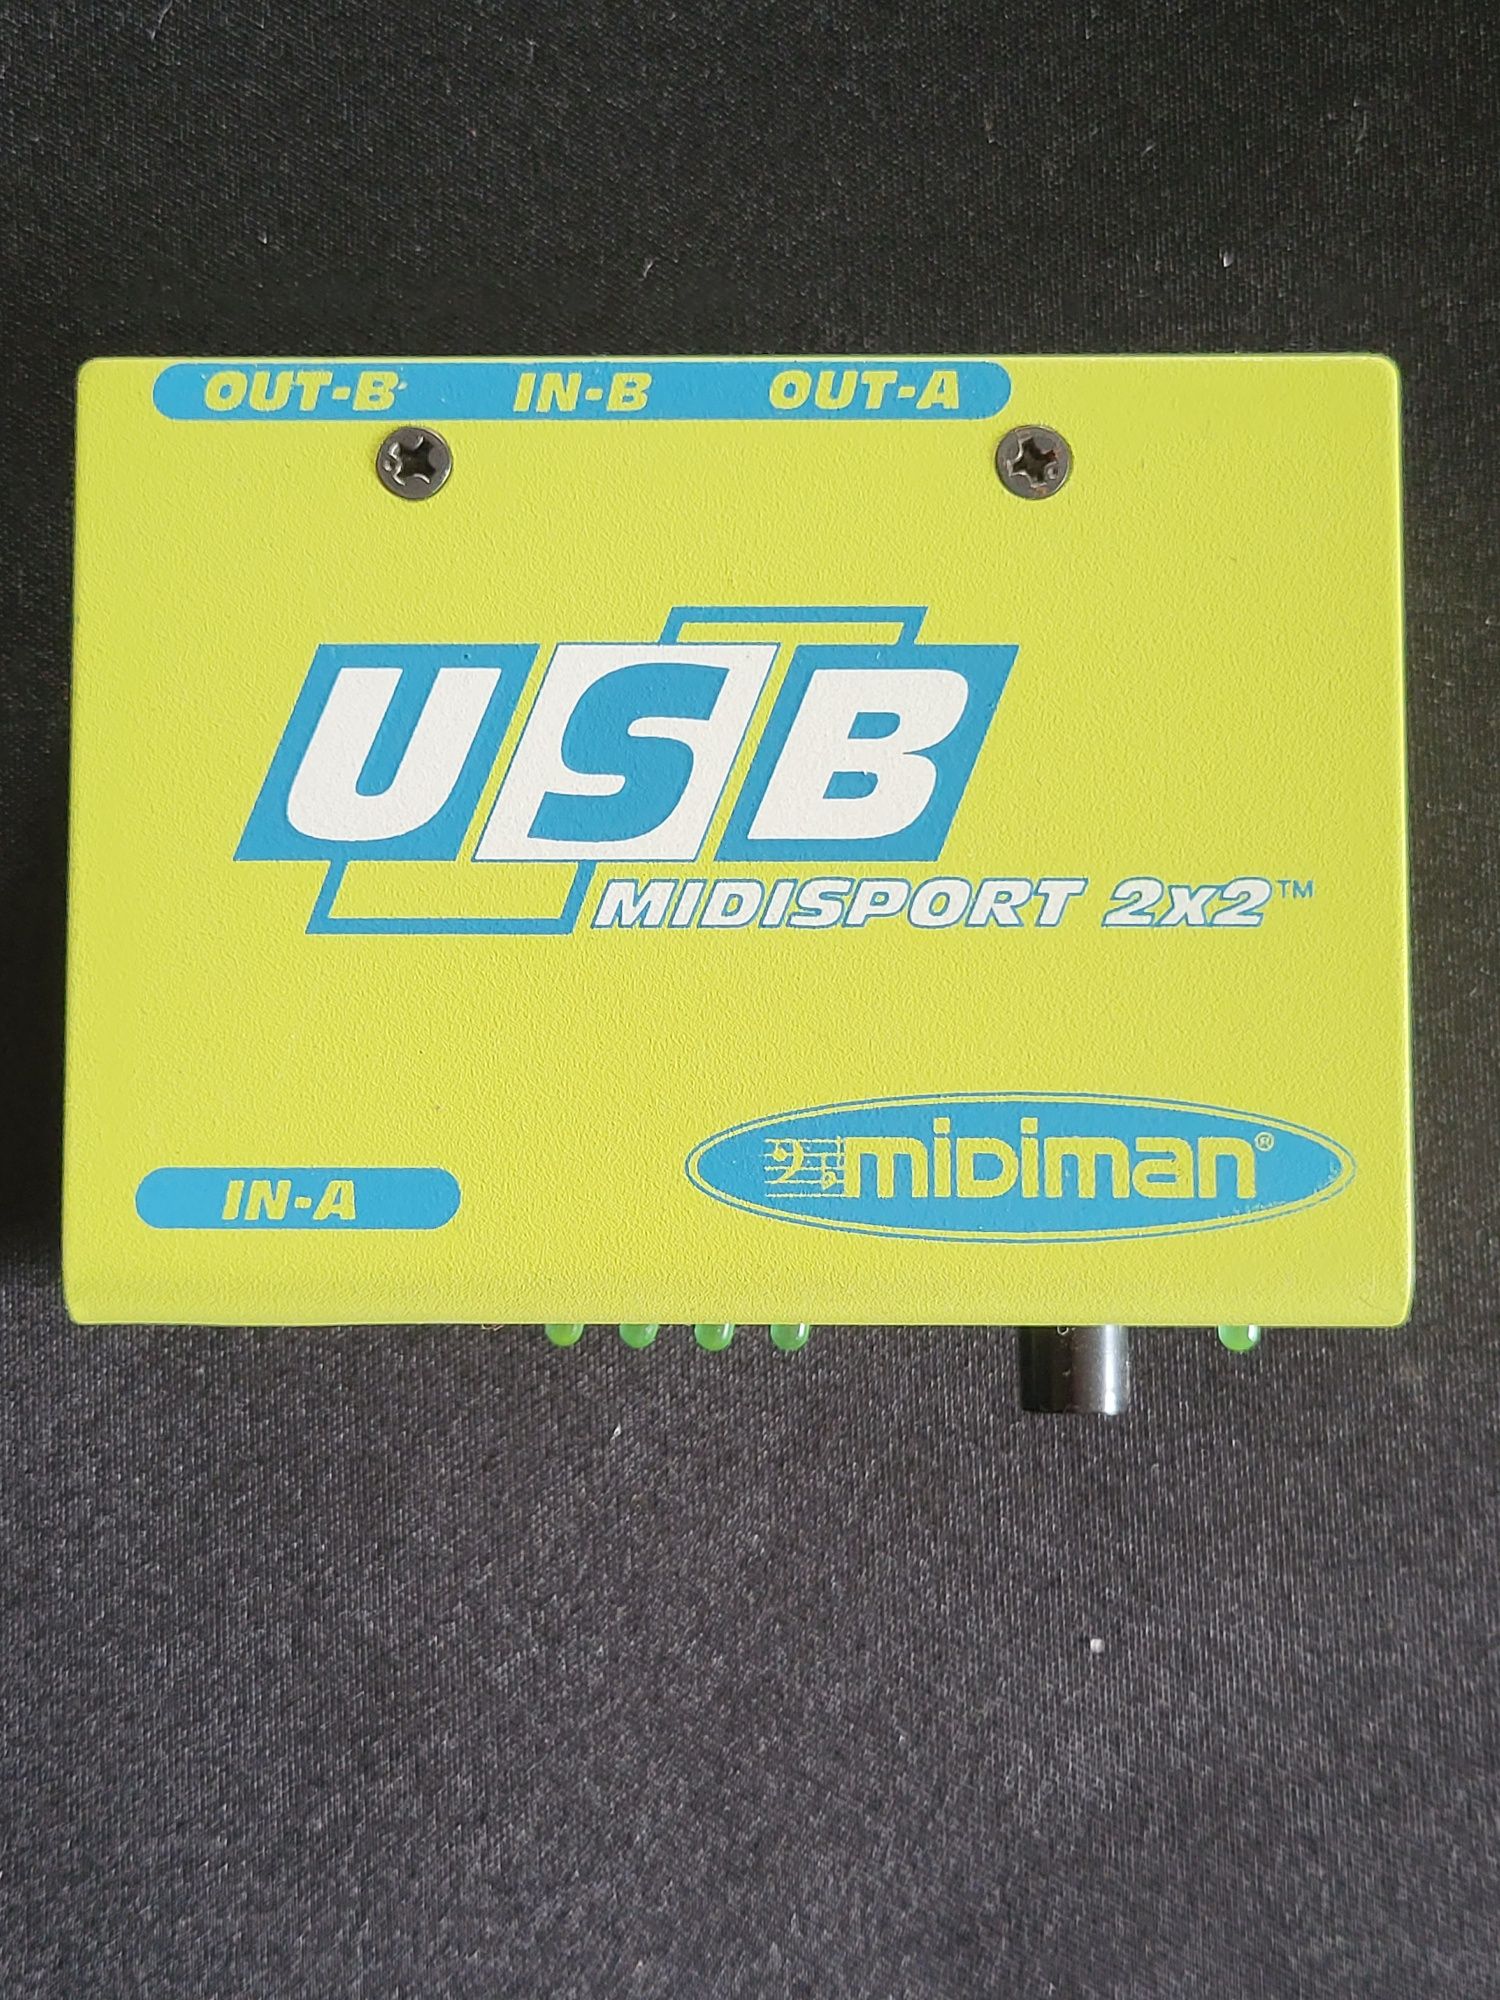 OUT-B IN-B OUT-A
USB
MIDISPORT 2x2™
midiman®
IN-A